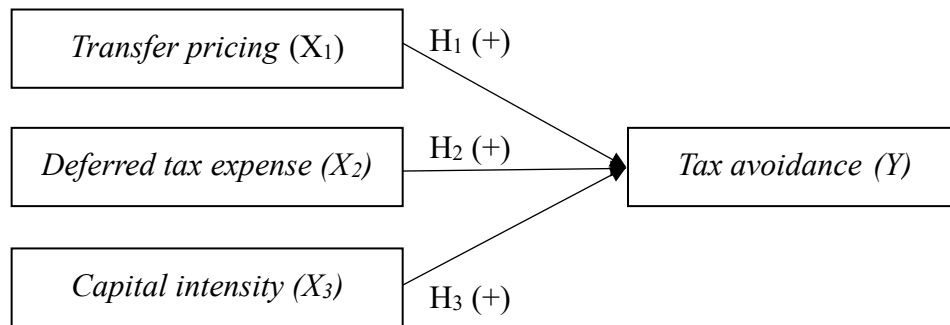 Transfer pricing (X₁)
H₁ (+)
Deferred tax expense (X₂)
H₂ (+)
Tax avoidance (Y)
Capital intensity (X₃)
H₃ (+)